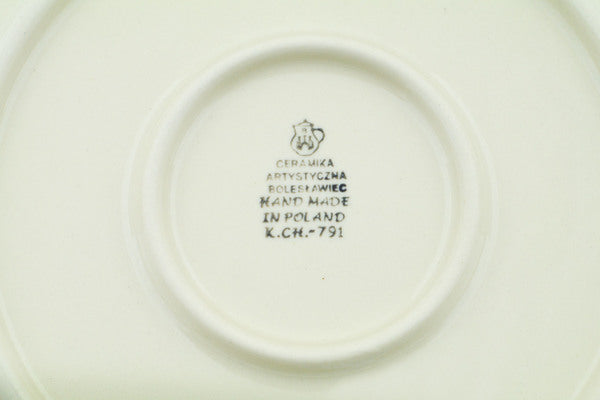 CERAMIKA
ARTYSTYCZNA
BOLESŁAWIEC
HAND MADE
IN POLAND
K.CH.-791